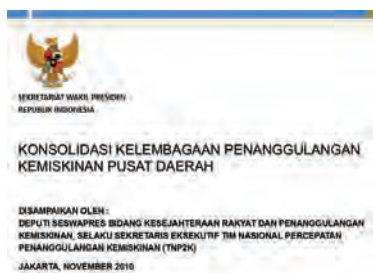 SEKRETARIAT WAKIL PRESIDEN
REPUBLIK INDONESIA
KONSOLIDASI KELEMBAGAAN PENANGGULANGAN
KEMISKINAN PUSAT DAERAH
DISAMPAIKAN OLEH :
DEPUTI SESWAPRES BIDANG KESEJAHTERAAN RAKYAT DAN PENANGGULANGAN
KEMISKINAN, SELAKU SEKRETARIS EKSEKUTIF TIM NASIONAL PERCEPATAN
PENANGGULANGAN KEMISKINAN (TNP2K)
JAKARTA, NOVEMBER 2010